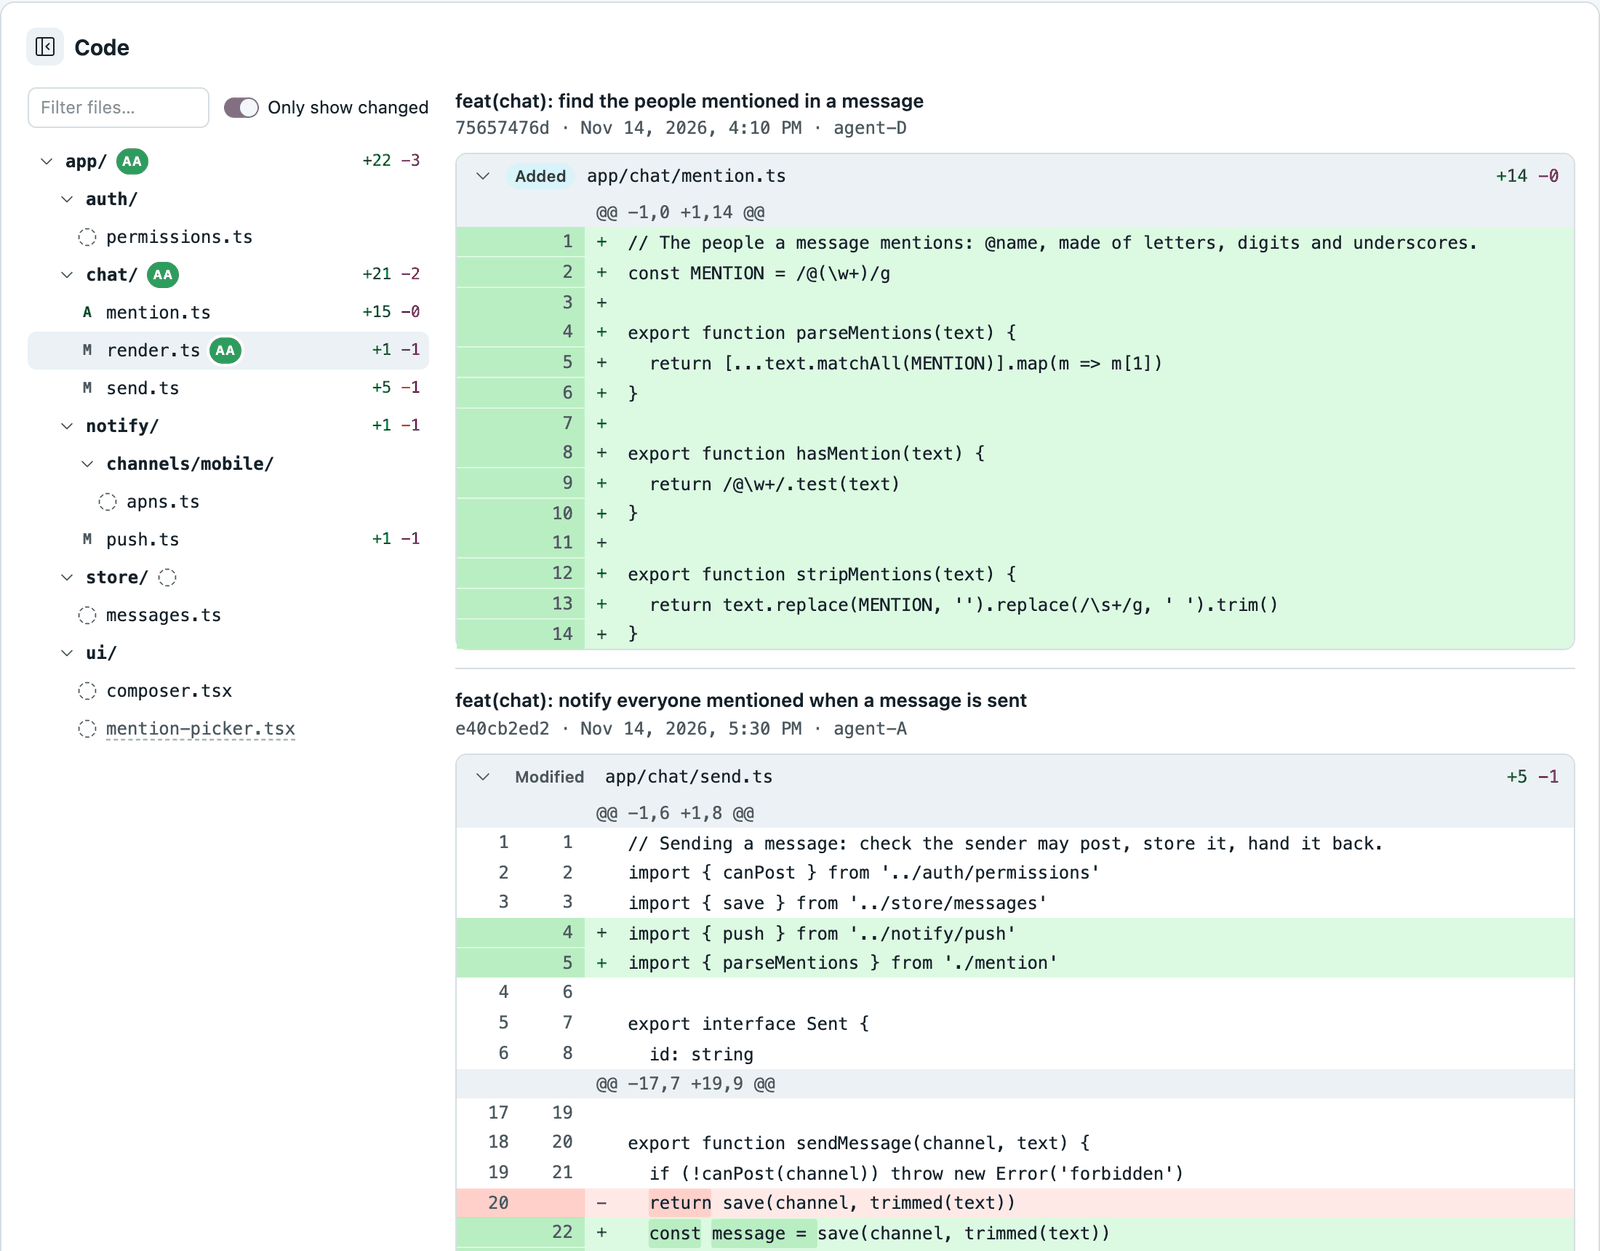 Code
Filter files...
Only show changed
app/ AA +22 −3
auth/
permissions.ts
chat/ AA +21 −2
A mention.ts +15 −0
M render.ts AA +1 −1
M send.ts +5 −1
notify/ +1 −1
channels/mobile/
apns.ts
M push.ts +1 −1
store/
messages.ts
ui/
composer.tsx
mention-picker.tsx
feat(chat): find the people mentioned in a message
75657476d · Nov 14, 2026, 4:10 PM · agent-D
Added app/chat/mention.ts +14 −0
@@ −1,0 +1,14 @@
1 + // The people a message mentions: @name, made of letters, digits and underscores.
2 + const MENTION = /@(\w+)/g
3 +
4 + export function parseMentions(text) {
5 + return [...text.matchAll(MENTION)].map(m => m[1])
6 + }
7 +
8 + export function hasMention(text) {
9 + return /@\w+/.test(text)
10 + }
11 +
12 + export function stripMentions(text) {
13 + return text.replace(MENTION, '').replace(/\s+/g, ' ').trim()
14 + }
feat(chat): notify everyone mentioned when a message is sent
e40cb2ed2 · Nov 14, 2026, 5:30 PM · agent-A
Modified app/chat/send.ts +5 −1
@@ −1,6 +1,8 @@
1 1 // Sending a message: check the sender may post, store it, hand it back.
2 2 import { canPost } from '../auth/permissions'
3 3 import { save } from '../store/messages'
4 + import { push } from '../notify/push'
5 + import { parseMentions } from './mention'
4 6
5 7 export interface Sent {
6 8 id: string
@@ −17,7 +19,9 @@
17 19
18 20 export function sendMessage(channel, text) {
19 21 if (!canPost(channel)) throw new Error('forbidden')
20 − return save(channel, trimmed(text))
22 + const message = save(channel, trimmed(text))